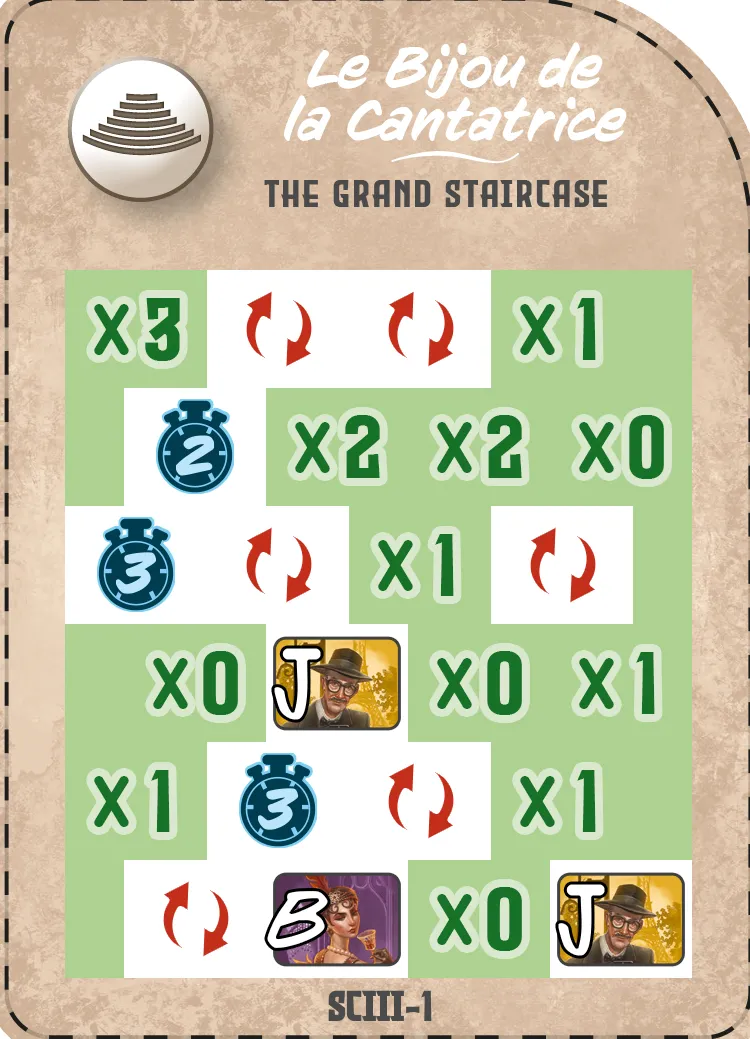 Le Bijou de
la Cantatrice
THE GRAND STAIRCASE
X3 X1
2 X2 X2 X0
3 X1
X0 J X0 X1
X1 3 X1
B X0 J
SCIII-1